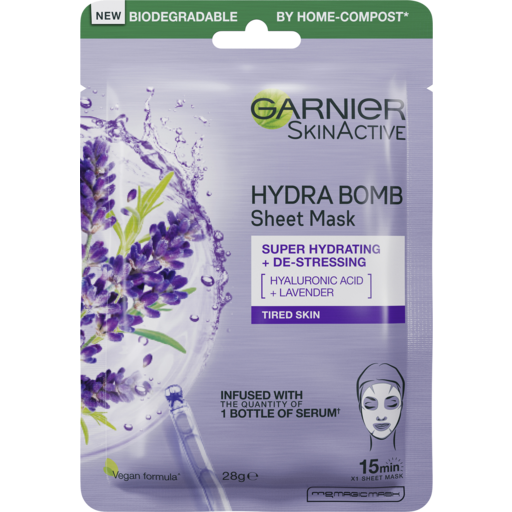 NEW BIODEGRADABLE BY HOME-COMPOST*
GARNIER
SKINACTIVE
HYDRA BOMB
Sheet Mask
SUPER HYDRATING
+ DE-STRESSING
[ HYALURONIC ACID
+ LAVENDER ]
TIRED SKIN
INFUSED WITH
THE QUANTITY OF
1 BOTTLE OF SERUM†
Vegan formula*
28g e
15min
X1 SHEET MASK